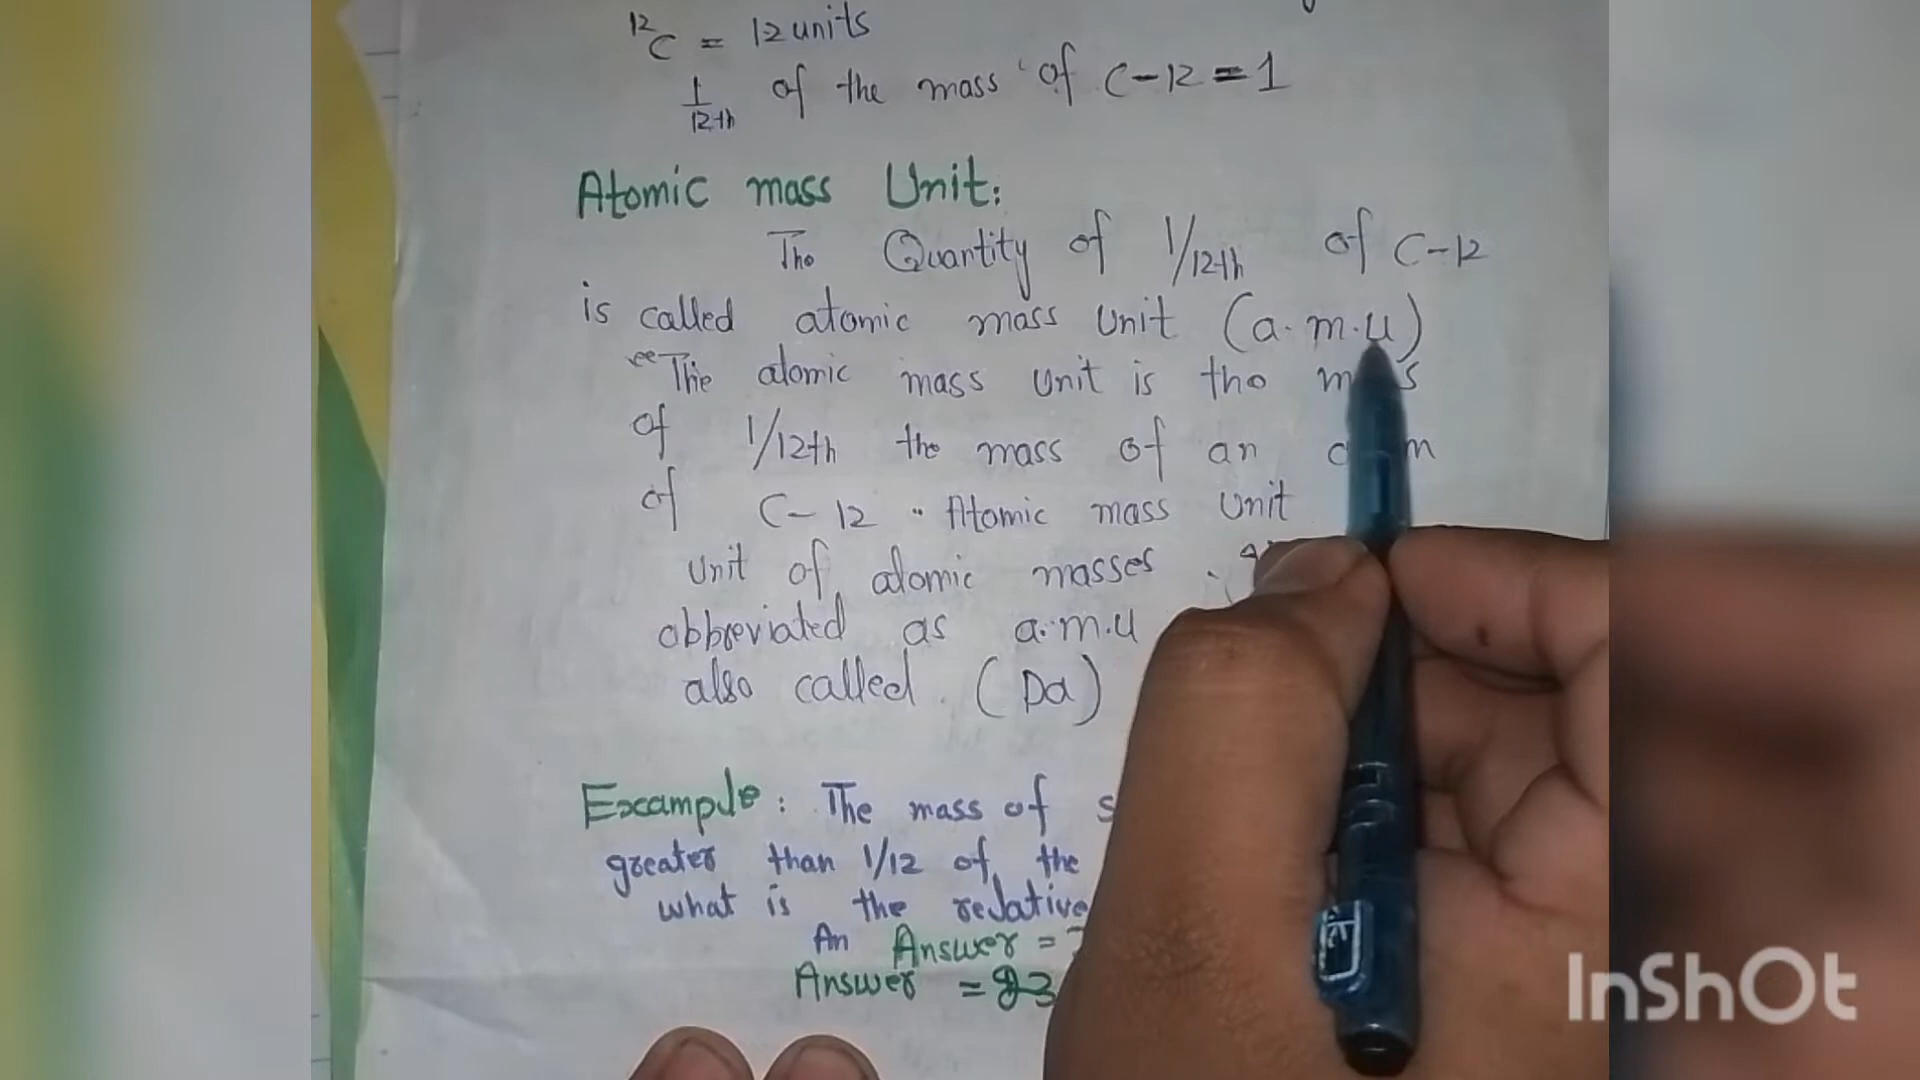 ¹²C = 12 units
1/12th of the mass of C-12 = 1
Atomic mass Unit:
The Quantity of 1/12th of C-12
is called atomic mass Unit (a.m.u)
"The atomic mass Unit is the
of 1/12th the mass of an
of C-12 " Atomic mass Unit
Unit of atomic masses .
abbreviated as a.m.u
also called . (Da)
Example: The mass of
greater than 1/12 of the
what is the relative
An Answer =
Answer = 23
InShOt